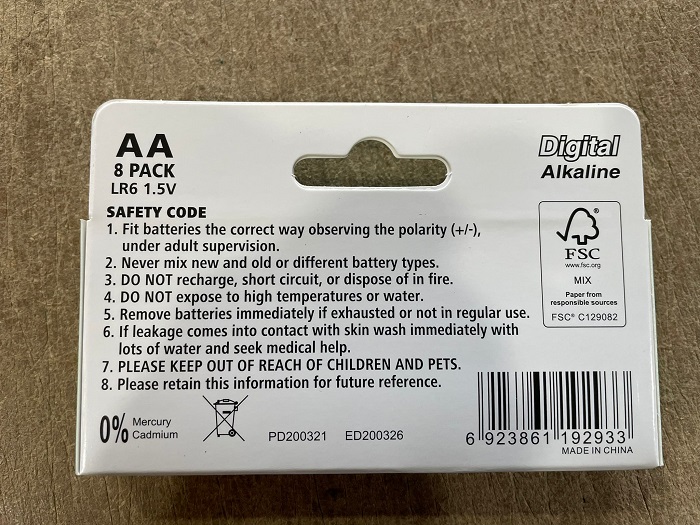 AA
8 PACK
LR6 1.5V
Digital
Alkaline
SAFETY CODE
1. Fit batteries the correct way observing the polarity (+/-),
under adult supervision.
2. Never mix new and old or different battery types.
3. DO NOT recharge, short circuit, or dispose of in fire.
4. DO NOT expose to high temperatures or water.
5. Remove batteries immediately if exhausted or not in regular use.
6. If leakage comes into contact with skin wash immediately with
lots of water and seek medical help.
7. PLEASE KEEP OUT OF REACH OF CHILDREN AND PETS.
8. Please retain this information for future reference.
®
FSC
www.fsc.org
MIX
Paper from
responsible sources
FSC® C129082
0% Mercury
Cadmium
PD200321 ED200326
6 923861 192933
MADE IN CHINA